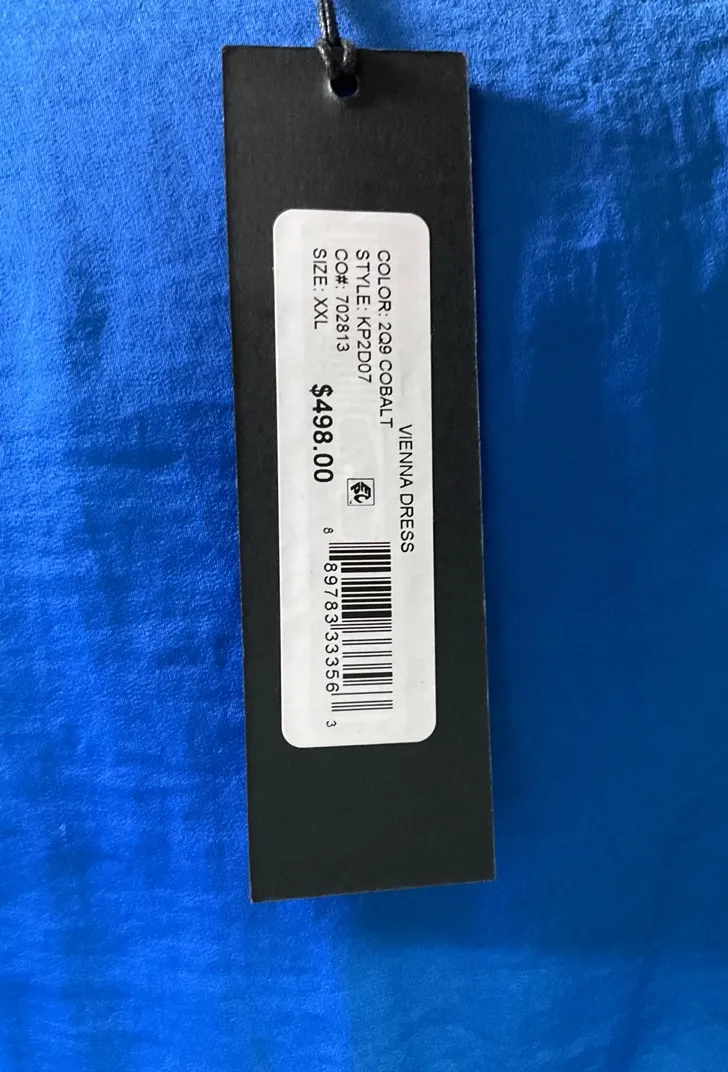 VIENNA DRESS
COLOR: 2Q9 COBALT
STYLE: KP2D07
CO#: 702813
SIZE: XXL
$498.00
8 89783 33356 3